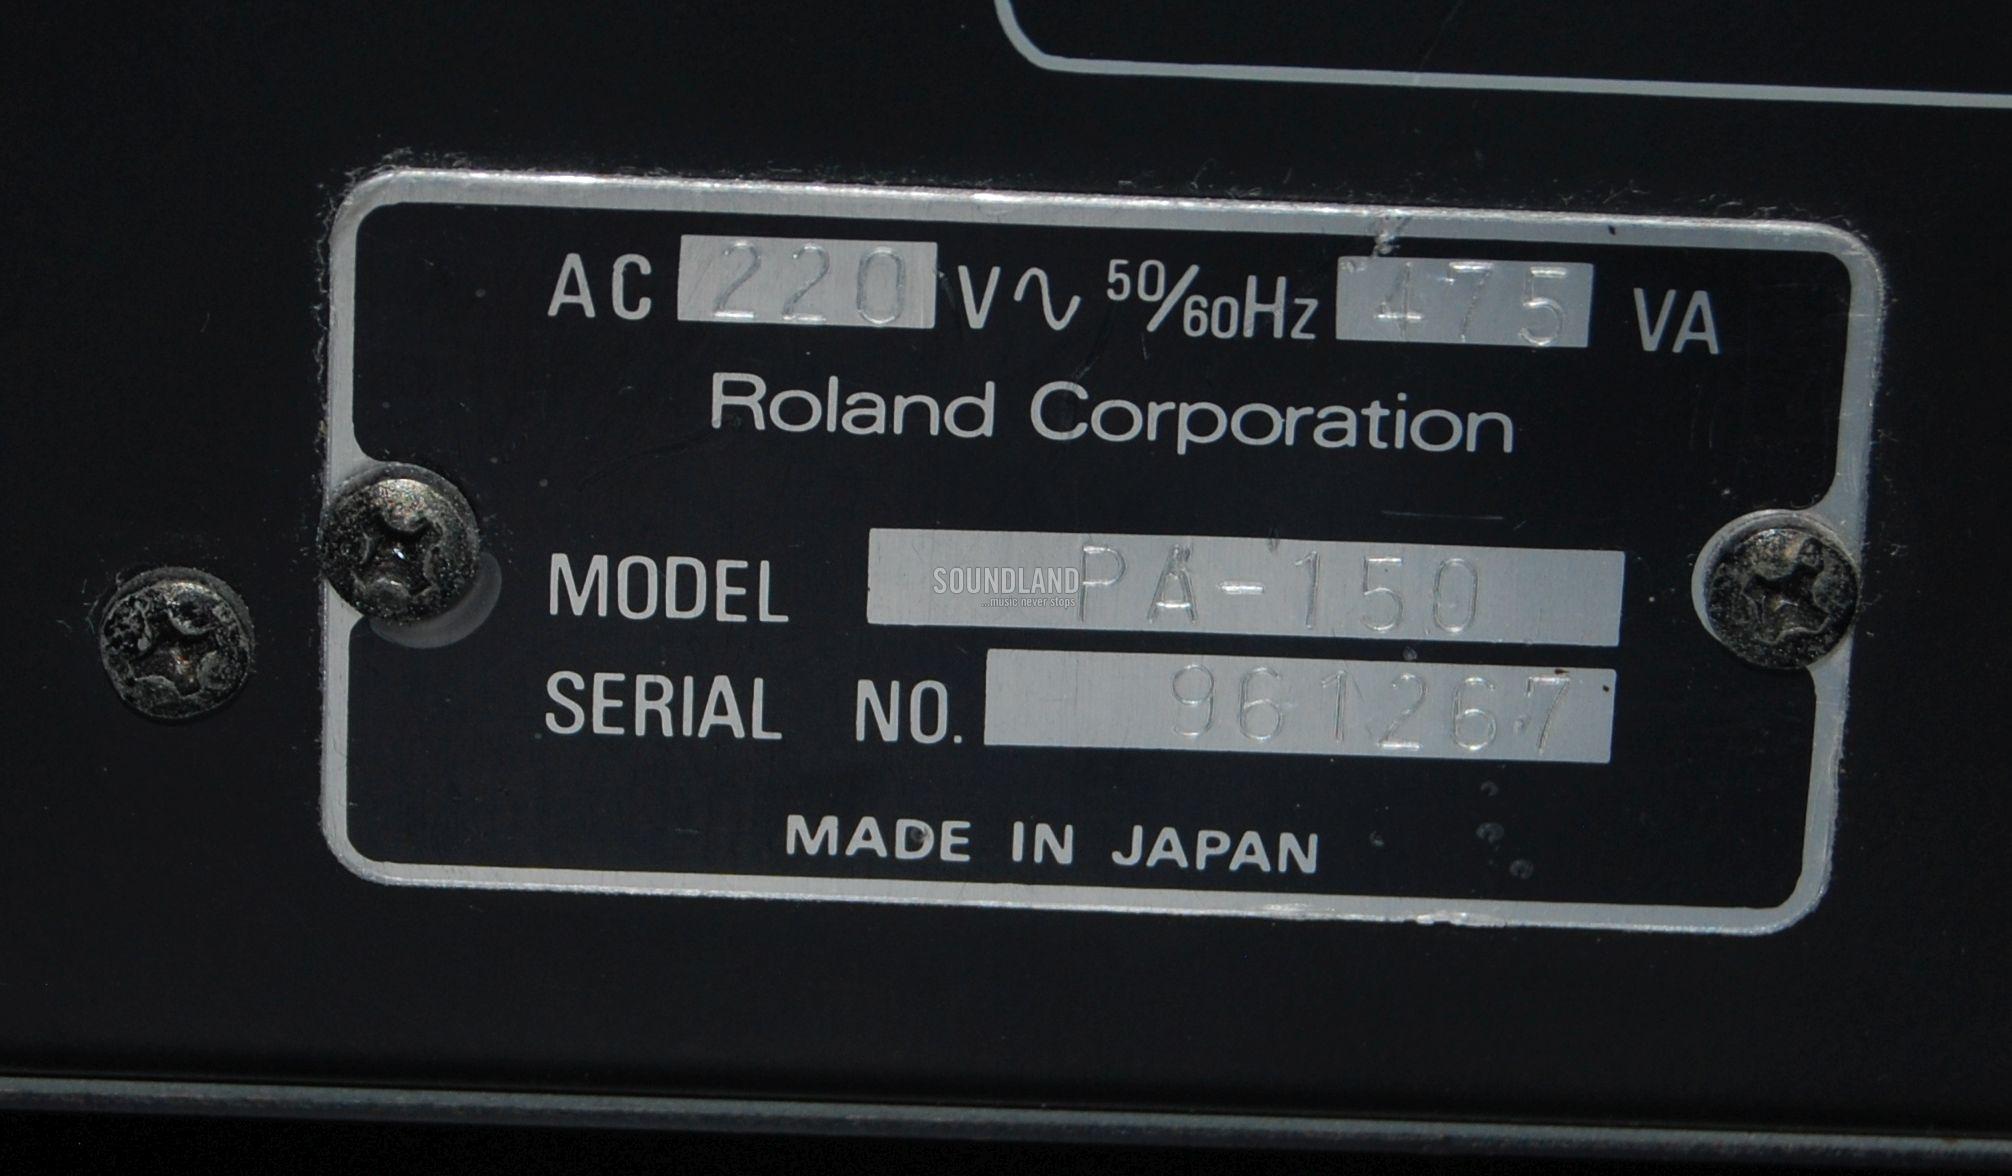 AC 220 V∿ 50/60Hz 475 VA
Roland Corporation
MODEL PA-150
SOUNDLAND
...music never stops
SERIAL NO. 961267
MADE IN JAPAN